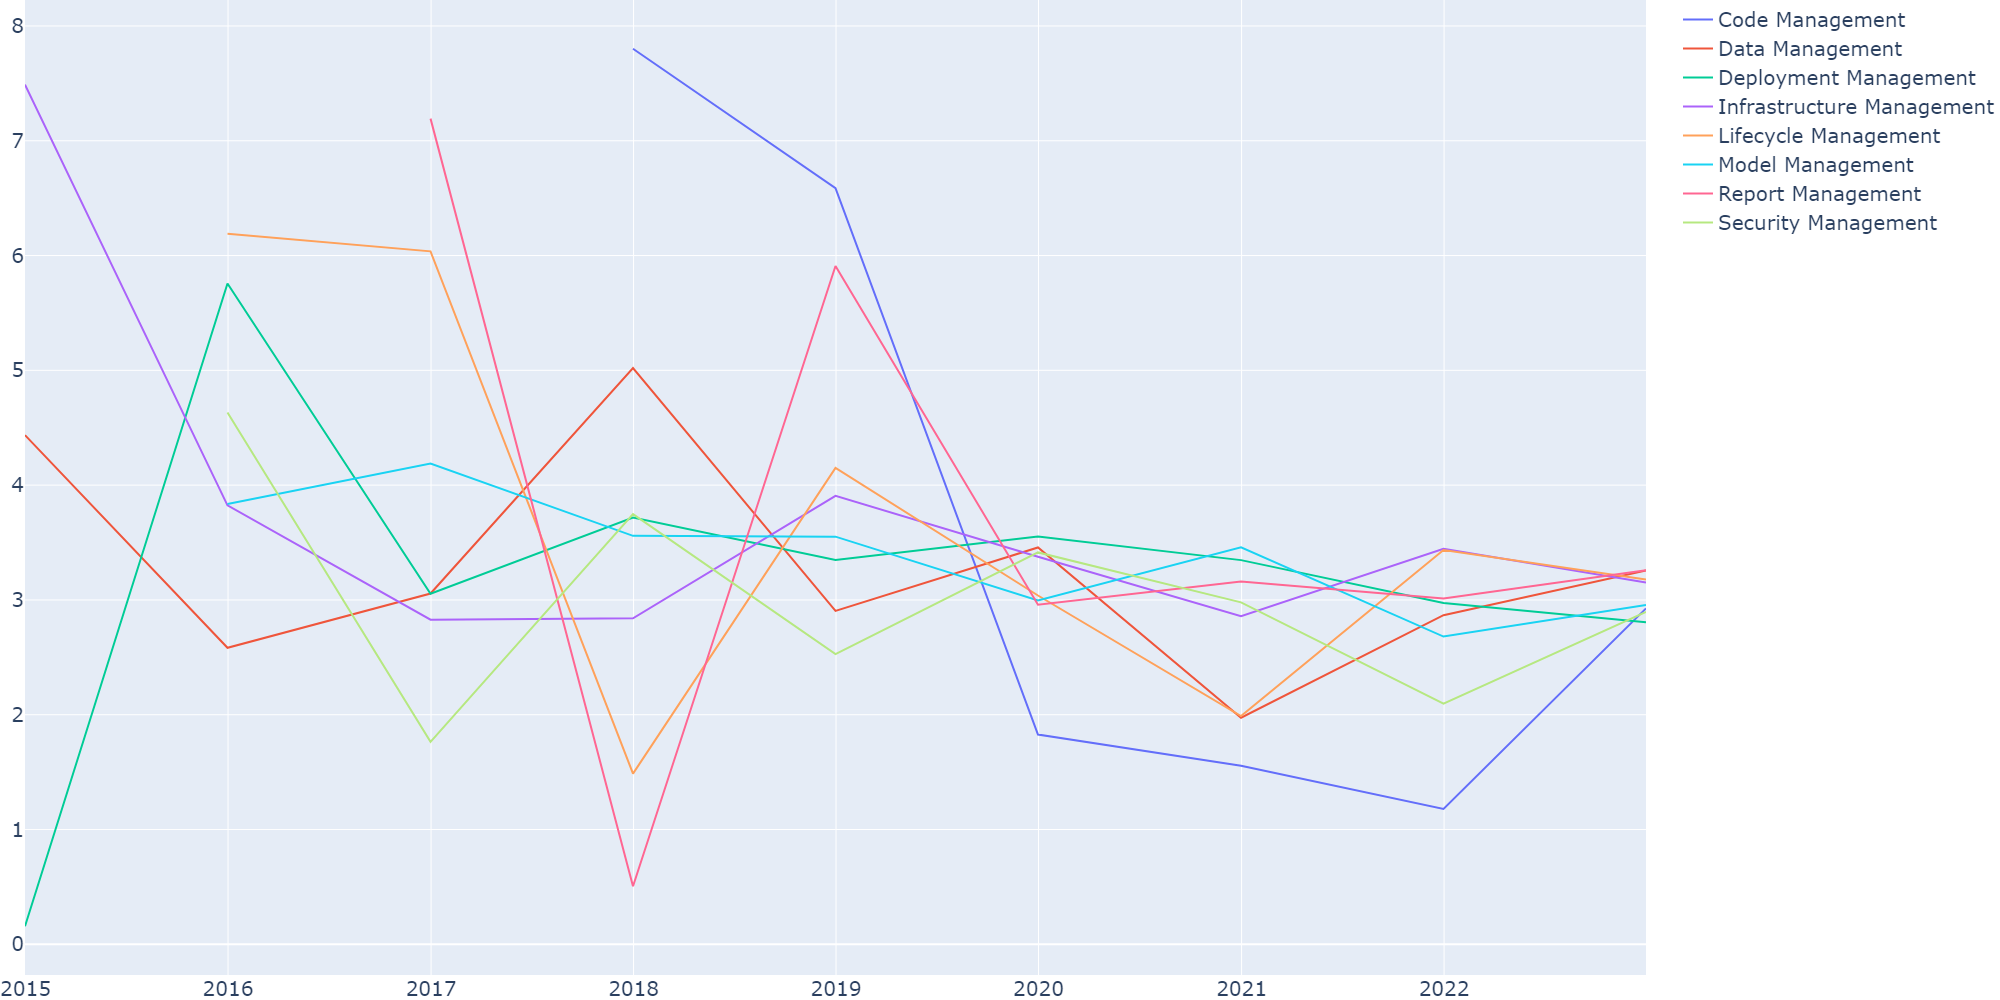 8
7
6
5
4
3
2
1
0
2015 2016 2017 2018 2019 2020 2021 2022
Code Management
Data Management
Deployment Management
Infrastructure Management
Lifecycle Management
Model Management
Report Management
Security Management